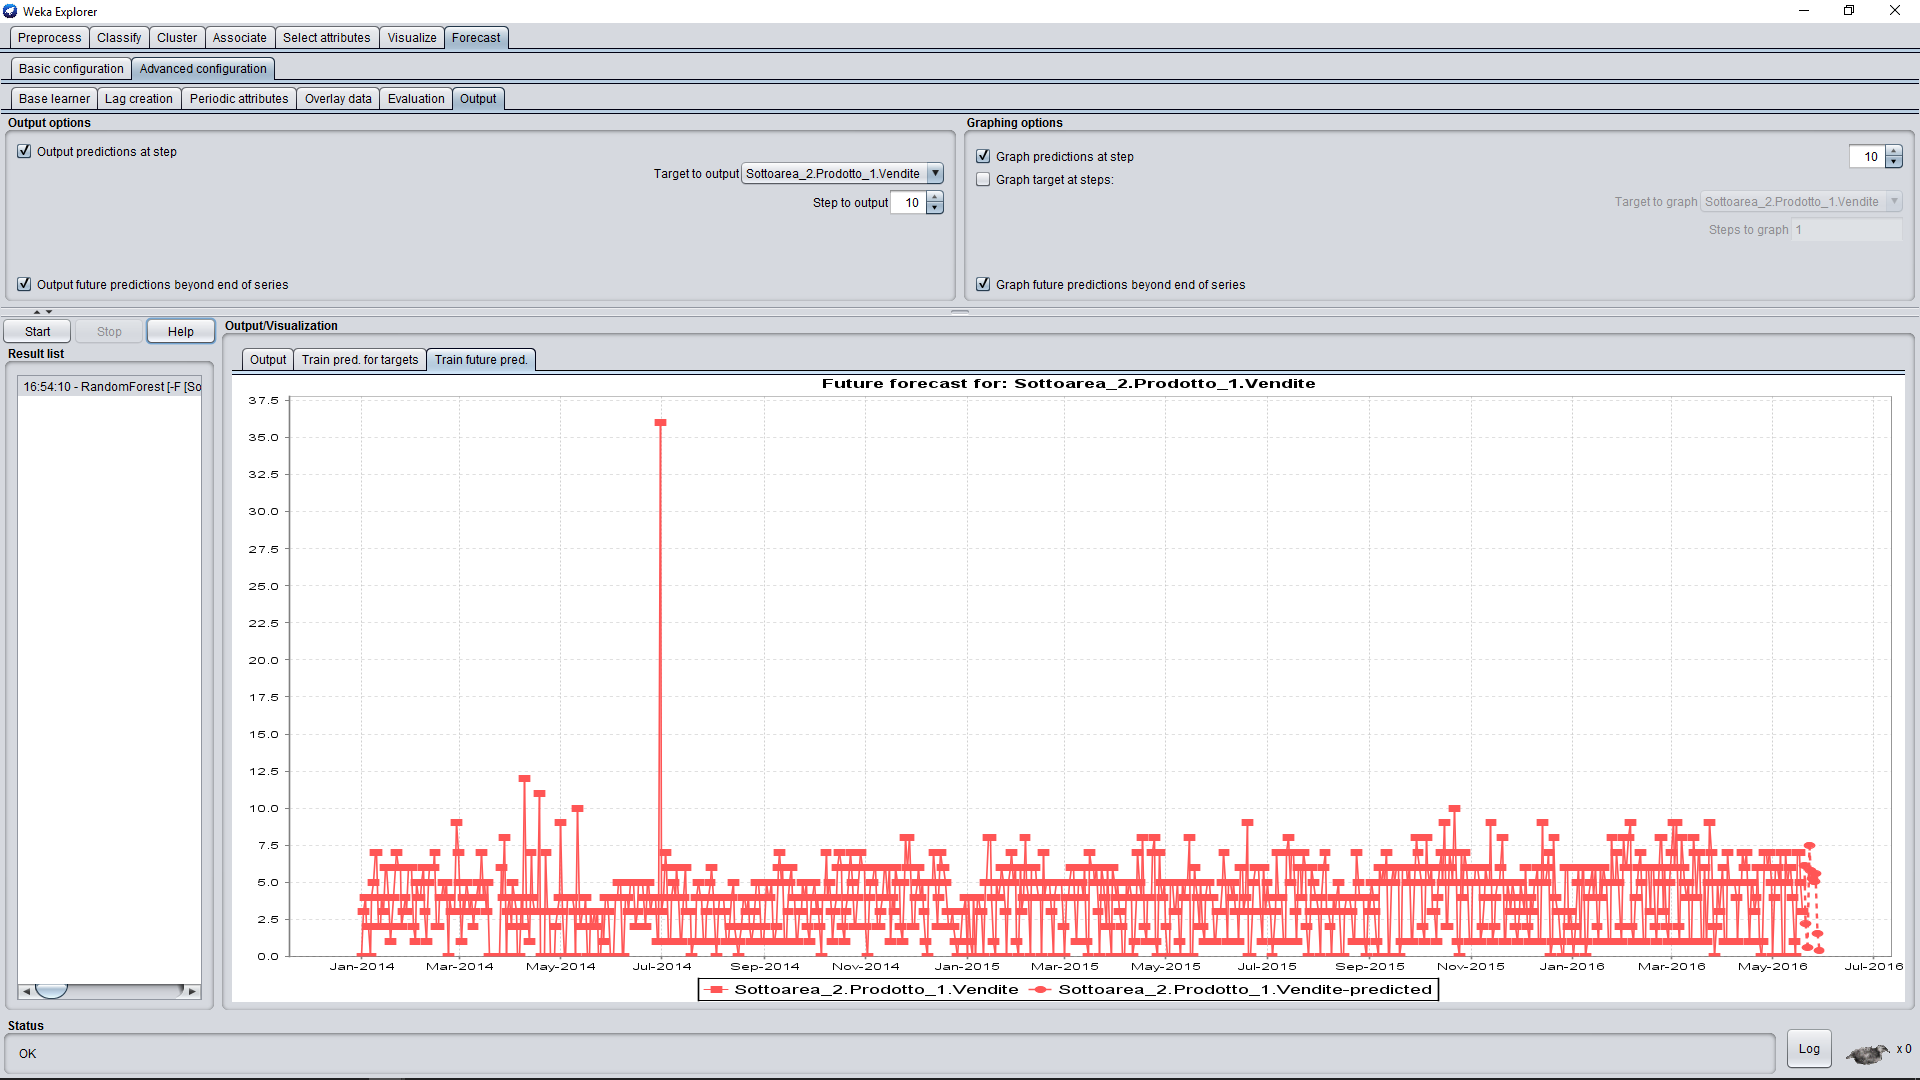 Weka Explorer
Preprocess Classify Cluster Associate Select attributes Visualize Forecast
Basic configuration Advanced configuration
Base learner Lag creation Periodic attributes Overlay data Evaluation Output
Output options
Output predictions at step
Target to output Sottoarea_2.Prodotto_1.Vendite
Step to output 10
Output future predictions beyond end of series
Graphing options
Graph predictions at step 10
Graph target at steps:
Target to graph Sottoarea_2.Prodotto_1.Vendite
Steps to graph 1
Graph future predictions beyond end of series
Start Stop Help
Result list
16:54:10 - RandomForest [-F [So
Output/Visualization
Output Train pred. for targets Train future pred.
Future forecast for: Sottoarea_2.Prodotto_1.Vendite
37.5
35.0
32.5
30.0
27.5
25.0
22.5
20.0
17.5
15.0
12.5
10.0
7.5
5.0
2.5
0.0
Jan-2014 Mar-2014 May-2014 Jul-2014 Sep-2014 Nov-2014 Jan-2015 Mar-2015 May-2015 Jul-2015 Sep-2015 Nov-2015 Jan-2016 Mar-2016 May-2016 Jul-2016
Sottoarea_2.Prodotto_1.Vendite Sottoarea_2.Prodotto_1.Vendite-predicted
Status
OK
Log
x 0